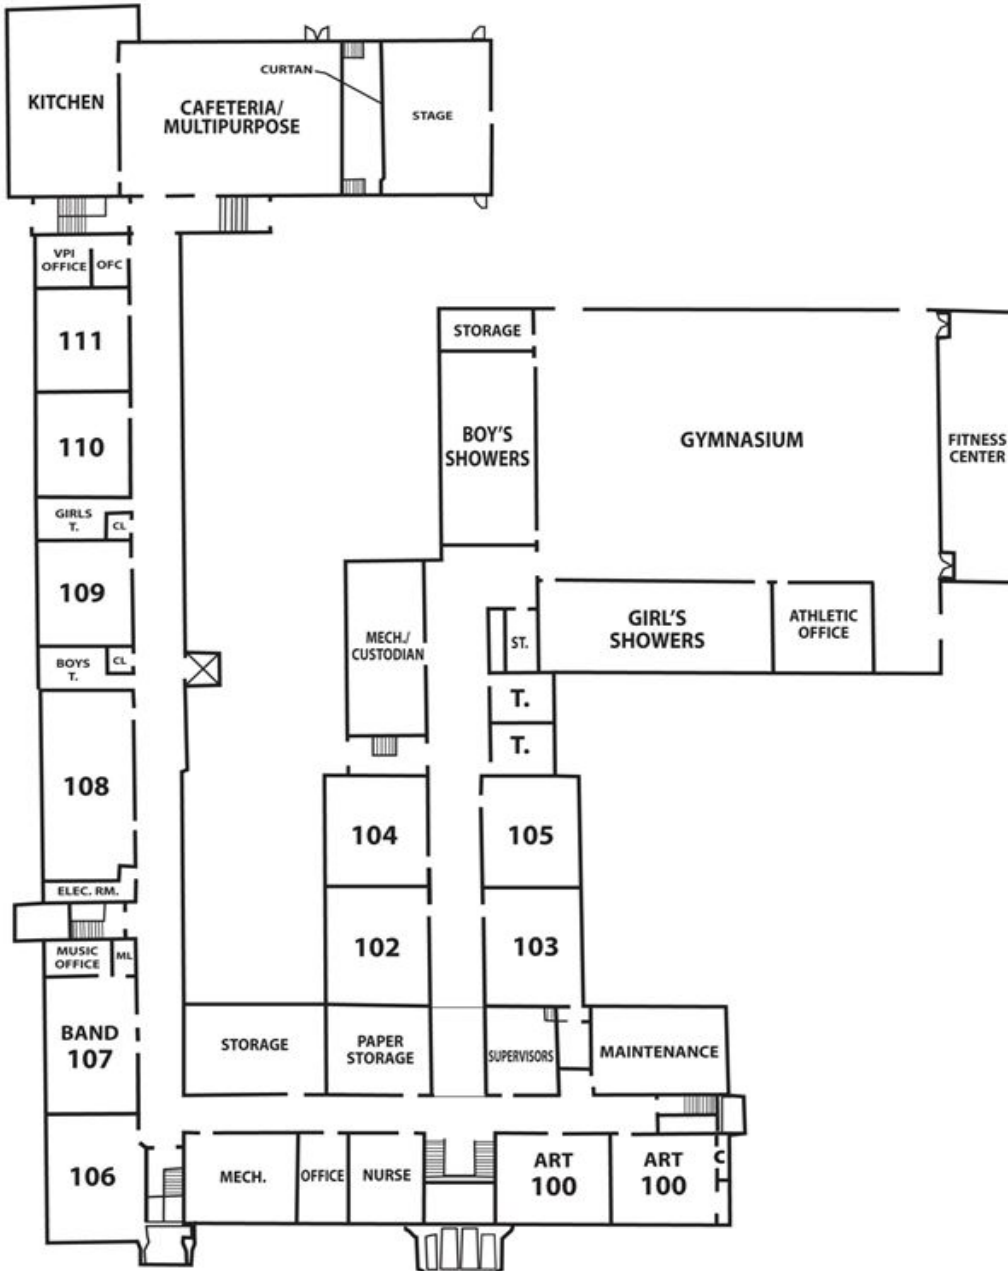 CURTAN
KITCHEN
CAFETERIA/
MULTIPURPOSE
STAGE
VPI
OFFICE
OFC
111
STORAGE
110
BOY'S
SHOWERS
GYMNASIUM
FITNESS
CENTER
GIRLS
T.
CL
109
MECH./
CUSTODIAN
ST.
GIRL'S
SHOWERS
ATHLETIC
OFFICE
BOYS
T.
CL
T.
T.
108
104
105
ELEC. RM.
102
103
MUSIC
OFFICE
ML
BAND
107
STORAGE
PAPER
STORAGE
SUPERVISORS
MAINTENANCE
106
MECH.
OFFICE
NURSE
ART
100
ART
100
C